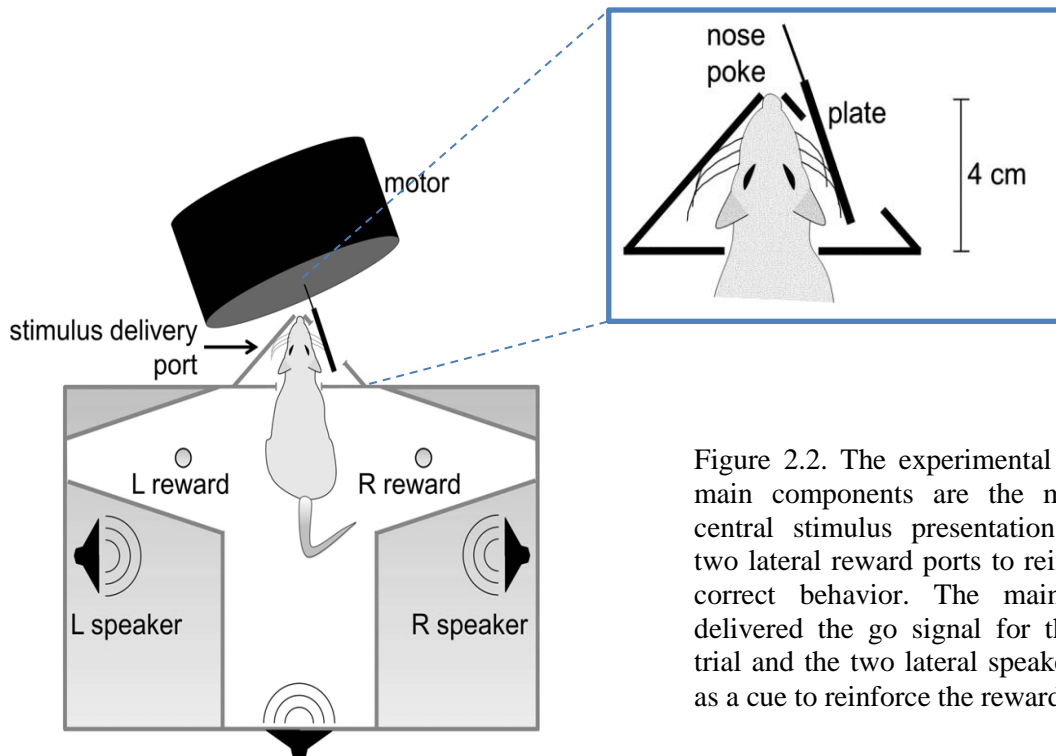 nose
poke
plate
4 cm
motor
stimulus delivery
port
L reward
R reward
L speaker
R speaker
Figure 2.2. The experimental
main components are the
central stimulus presentation
two lateral reward ports to
correct behavior. The
delivered the go signal for
trial and the two lateral
as a cue to reinforce the reward